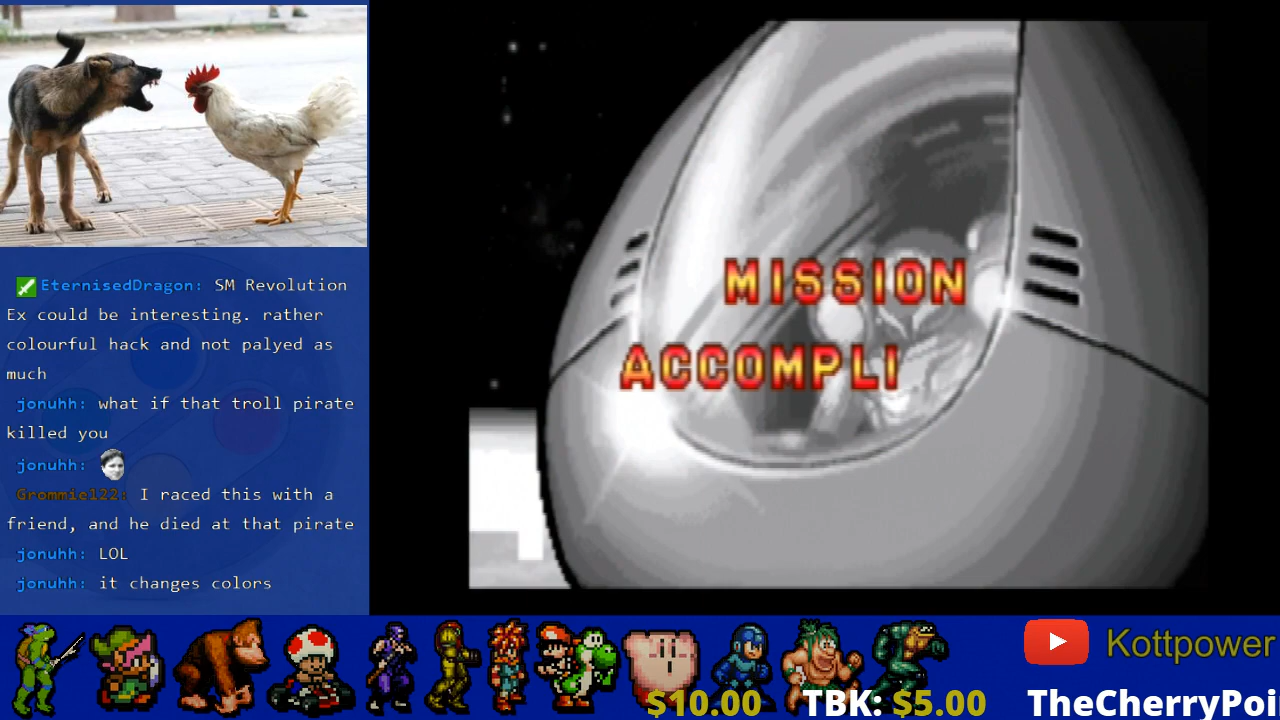 EternisedDragon: SM Revolution
Ex could be interesting. rather
colourful hack and not palyed as
much
jonuhh: what if that troll pirate
killed you
jonuhh:
Grommie122: I raced this with a
friend, and he died at that pirate
jonuhh: LOL
jonuhh: it changes colors
MISSION
ACCOMPLI
Kottpower
$10.00 TBK: $5.00 TheCherryPoi